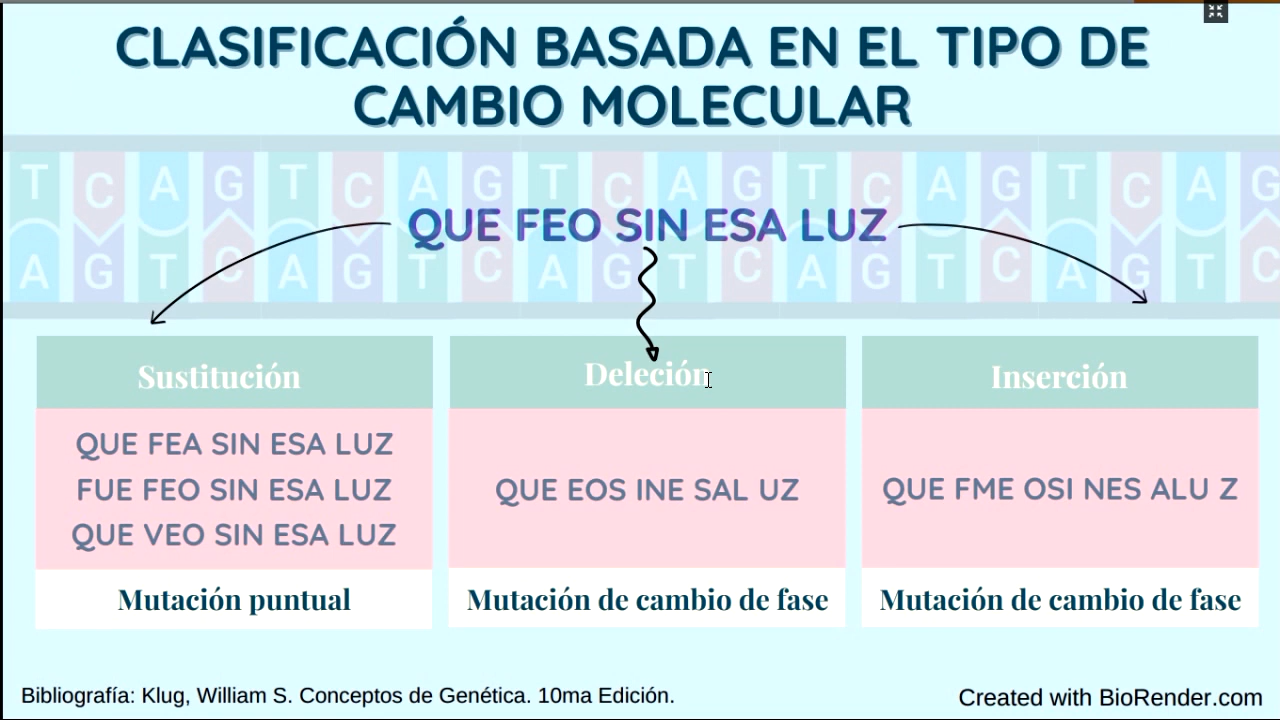 CLASIFICACIÓN BASADA EN EL TIPO DE
CAMBIO MOLECULAR
T C A G T C A G T C A G T C A G T C A G
QUE FEO SIN ESA LUZ
A G T C A G T C A G T C A G T C A G T C
Sustitución
QUE FEA SIN ESA LUZ
FUE FEO SIN ESA LUZ
QUE VEO SIN ESA LUZ
Mutación puntual
Deleción
QUE EOS INE SAL UZ
Mutación de cambio de fase
Inserción
QUE FME OSI NES ALU Z
Mutación de cambio de fase
Bibliografía: Klug, William S. Conceptos de Genética. 10ma Edición.
Created with BioRender.com